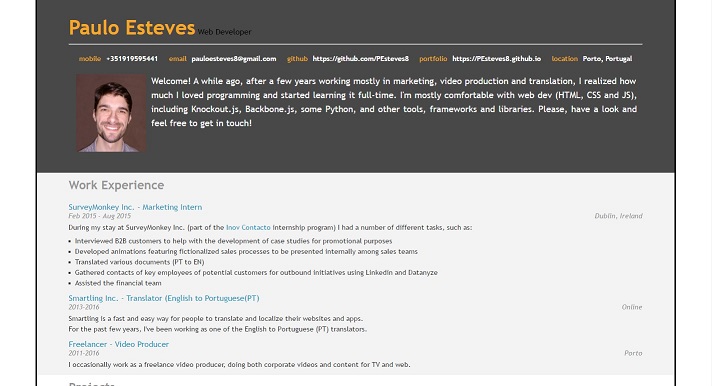 Paulo Esteves Web Developer
mobile +351919595441 email pauloesteves8@gmail.com github https://github.com/PEsteves8 portfolio https://PEsteves8.github.io location Porto, Portugal
Welcome! A while ago, after a few years working mostly in marketing, video production and translation, I realized how
much I loved programming and started learning it full-time. I'm mostly comfortable with web dev (HTML, CSS and JS),
including Knockout.js, Backbone.js, some Python, and other tools, frameworks and libraries. Please, have a look and
feel free to get in touch!
Work Experience
SurveyMonkey Inc. - Marketing Intern
Feb 2015 - Aug 2015 Dublin, Ireland
During my stay at SurveyMonkey Inc. (part of the Inov Contacto internship program) I had a number of different tasks, such as:
• Interviewed B2B customers to help with the development of case studies for promotional purposes
• Developed animations featuring fictionalized sales processes to be presented internally among sales teams
• Translated various documents (PT to EN)
• Gathered contacts of key employees of potential customers for outbound initiatives using Linkedin and Datanyze
• Assisted the financial team
Smartling Inc. - Translator (English to Portuguese(PT)
2013-2016 Online
Smartling is a fast and easy way for people to translate and localize their websites and apps.
For the past few years, I've been working as one of the English to Portuguese (PT) translators.
Freelancer - Video Producer
2011-2016 Porto
I occasionally work as a freelance video producer, doing both corporate videos and content for TV and web.
Projects